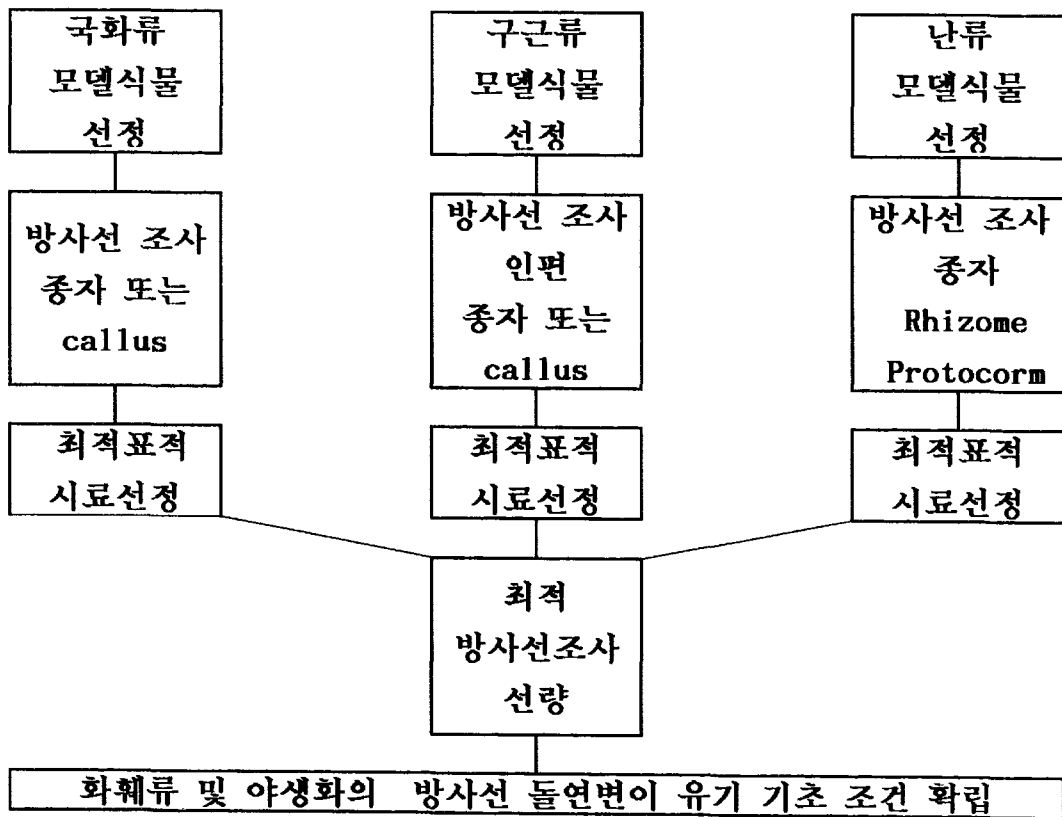 국화류
모델식물
선정
구근류
모델식물
선정
난류
모델식물
선정
방사선 조사
종자 또는
callus
방사선 조사
인편
종자 또는
callus
방사선 조사
종자
Rhizome
Protocorm
최적표적
시료선정
최적표적
시료선정
최적표적
시료선정
최적
방사선조사
선량
화훼류 및 야생화의 방사선 돌연변이 유기 기초 조건 확립